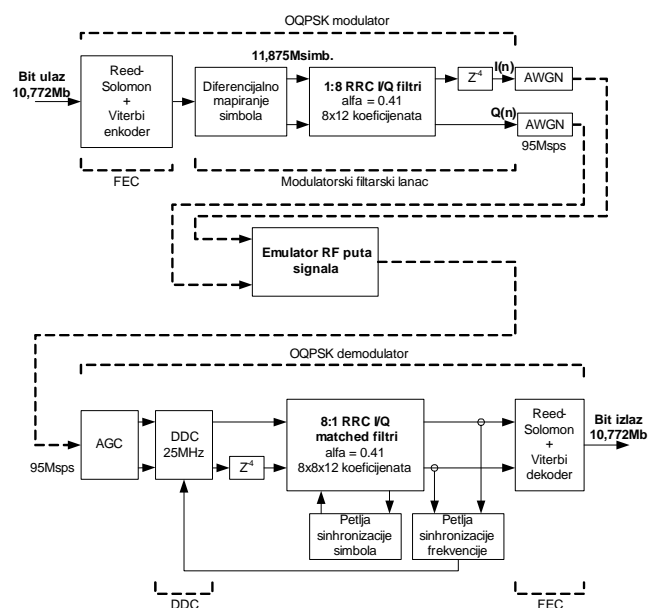 OQPSK modulator
Bit ulaz
10,772Mb
Reed-
Solomon
+
Viterbi
enkoder
11,875Msimb.
Diferencijalno
mapiranje
simbola
1:8 RRC I/Q filtri
alfa = 0.41
8x12 koeficijenata
Z-4
I(n)
AWGN
Q(n)
AWGN
95Msps
FEC
Modulatorski filtarski lanac
Emulator RF puta
signala
OQPSK demodulator
95Msps
AGC
DDC
25MHz
Z-4
8:1 RRC I/Q
matched filtri
alfa = 0.41
8x8x12 koeficijenata
Reed-
Solomon
+
Viterbi
dekoder
Bit izlaz
10,772Mb
Petlja
sinhronizacije
simbola
Petlja
sinhronizacije
frekvencije
DDC
FEC